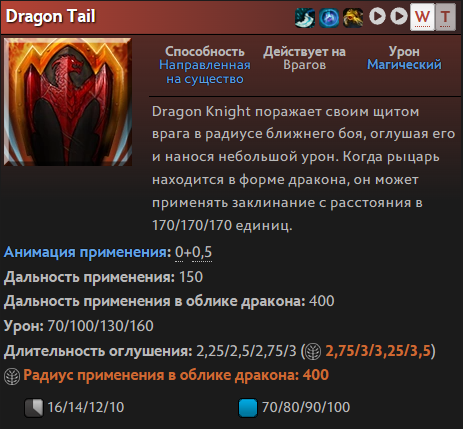 Dragon Tail W T
Способность Действует на Урон
Направленная Врагов Магический
на существо
Dragon Knight поражает своим щитом
врага в радиусе ближнего боя, оглушая его
и нанося небольшой урон. Когда рыцарь
находится в форме дракона, он может
применять заклинание с расстояния в
170/170/170 единиц.
Анимация применения: 0+0,5
Дальность применения: 150
Дальность применения в облике дракона: 400
Урон: 70/100/130/160
Длительность оглушения: 2,25/2,5/2,75/3 ( 2,75/3/3,25/3,5)
Радиус применения в облике дракона: 400
16/14/12/10 70/80/90/100